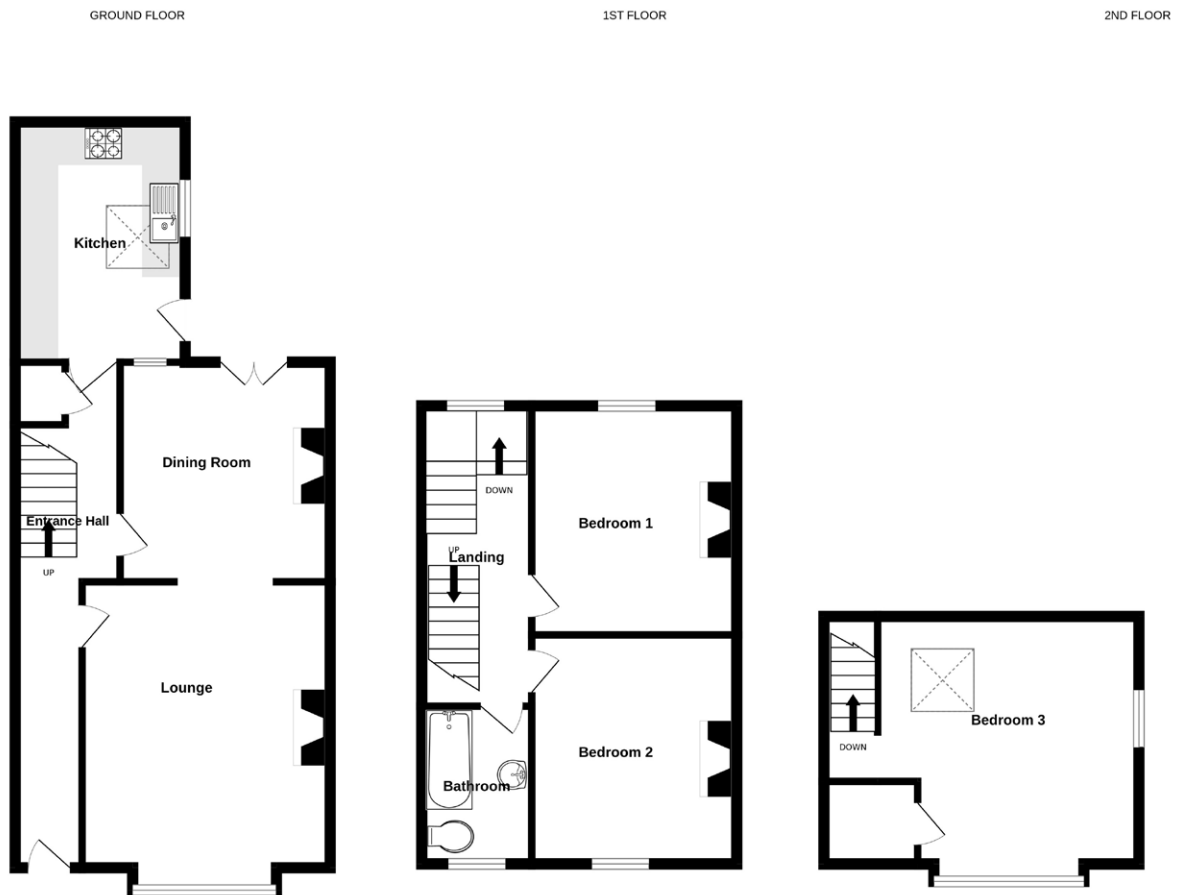 GROUND FLOOR
1ST FLOOR
2ND FLOOR
Kitchen
Dining Room
Entrance Hall
UP
Lounge
DOWN
Bedroom 1
UP
Landing
Bedroom 2
Bathroom
Bedroom 3
DOWN